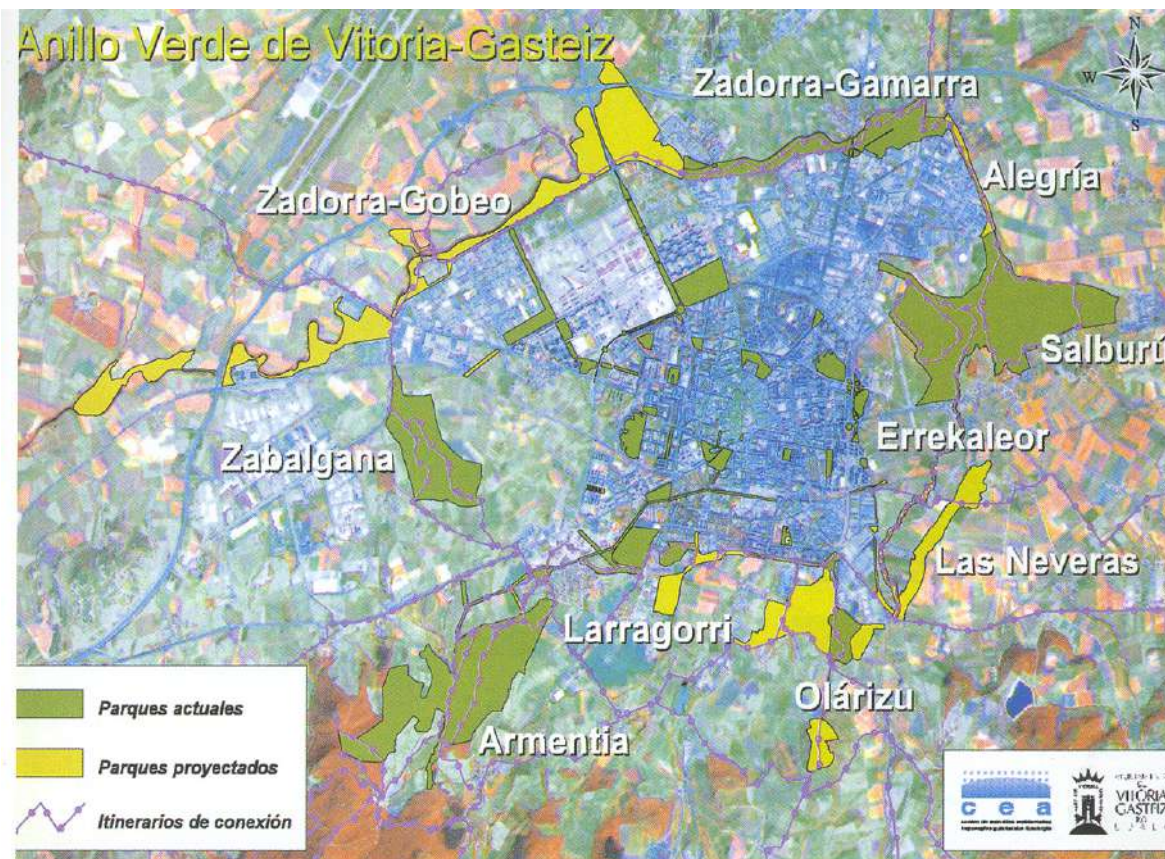 Anillo Verde de Vitoria-Gasteiz
N
W
S
Zadorra-Gamarra
Alegría
Zadorra-Gobeo
Salburú
Errekaleor
Zabalgana
Las Neveras
Larragorri
Olárizu
Armentia
Parques actuales
Parques proyectados
Itinerarios de conexión
cea
VITORIA
GASTEIZ